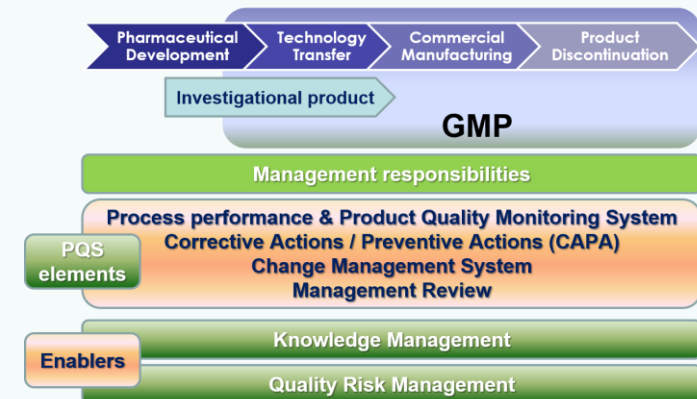 Pharmaceutical
Development
Technology
Transfer
Commercial
Manufacturing
Product
Discontinuation
Investigational product
GMP
Management responsibilities
PQS
elements
Process performance & Product Quality Monitoring System
Corrective Actions / Preventive Actions (CAPA)
Change Management System
Management Review
Enablers
Knowledge Management
Quality Risk Management